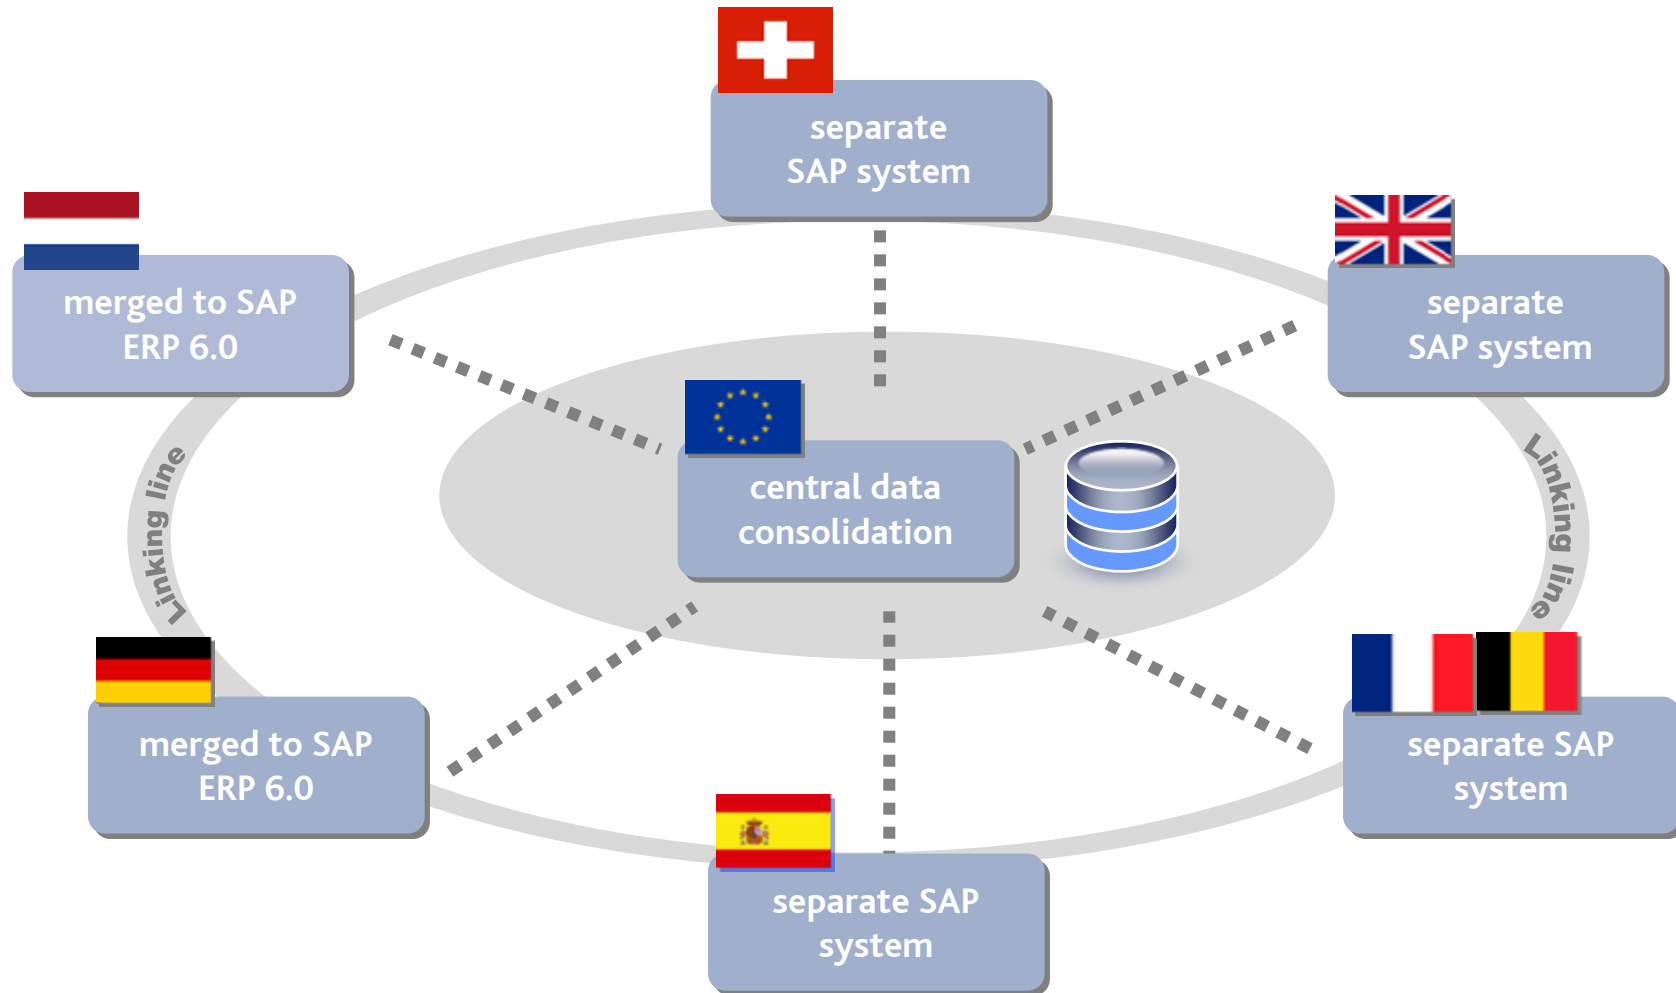 separate
SAP system
merged to SAP
ERP 6.0
separate
SAP system
central data
consolidation
Linking line
Linking line
merged to SAP
ERP 6.0
separate SAP
system
separate SAP
system